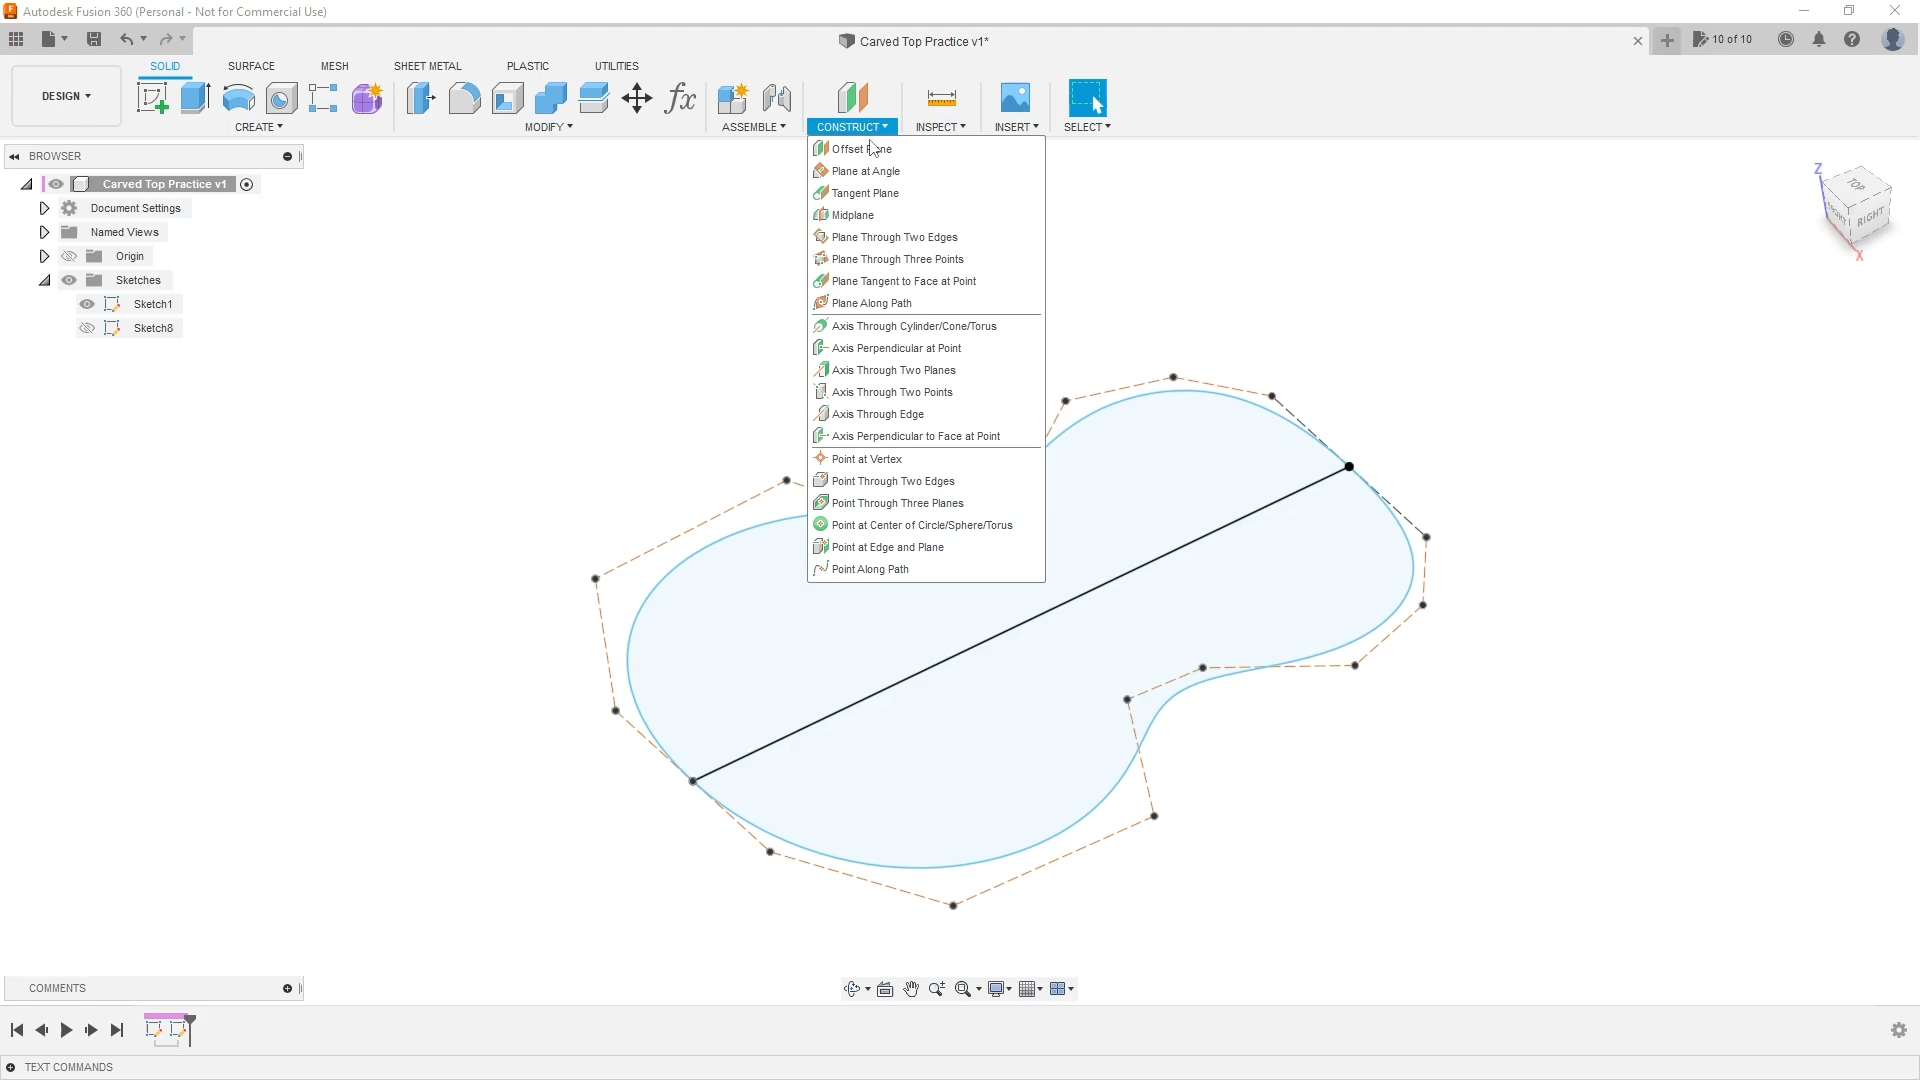 Autodesk Fusion 360 (Personal - Not for Commercial Use)
Carved Top Practice v1*
10 of 10
SOLID SURFACE MESH SHEET METAL PLASTIC UTILITIES
DESIGN
CREATE MODIFY ASSEMBLE CONSTRUCT INSPECT INSERT SELECT
fx
BROWSER
Carved Top Practice v1
Document Settings
Named Views
Origin
Sketches
Sketch1
Sketch8
Offset Plane
Plane at Angle
Tangent Plane
Midplane
Plane Through Two Edges
Plane Through Three Points
Plane Tangent to Face at Point
Plane Along Path
Axis Through Cylinder/Cone/Torus
Axis Perpendicular at Point
Axis Through Two Planes
Axis Through Two Points
Axis Through Edge
Axis Perpendicular to Face at Point
Point at Vertex
Point Through Two Edges
Point Through Three Planes
Point at Center of Circle/Sphere/Torus
Point at Edge and Plane
Point Along Path
Z
TOP
FRONT
RIGHT
X
COMMENTS
TEXT COMMANDS